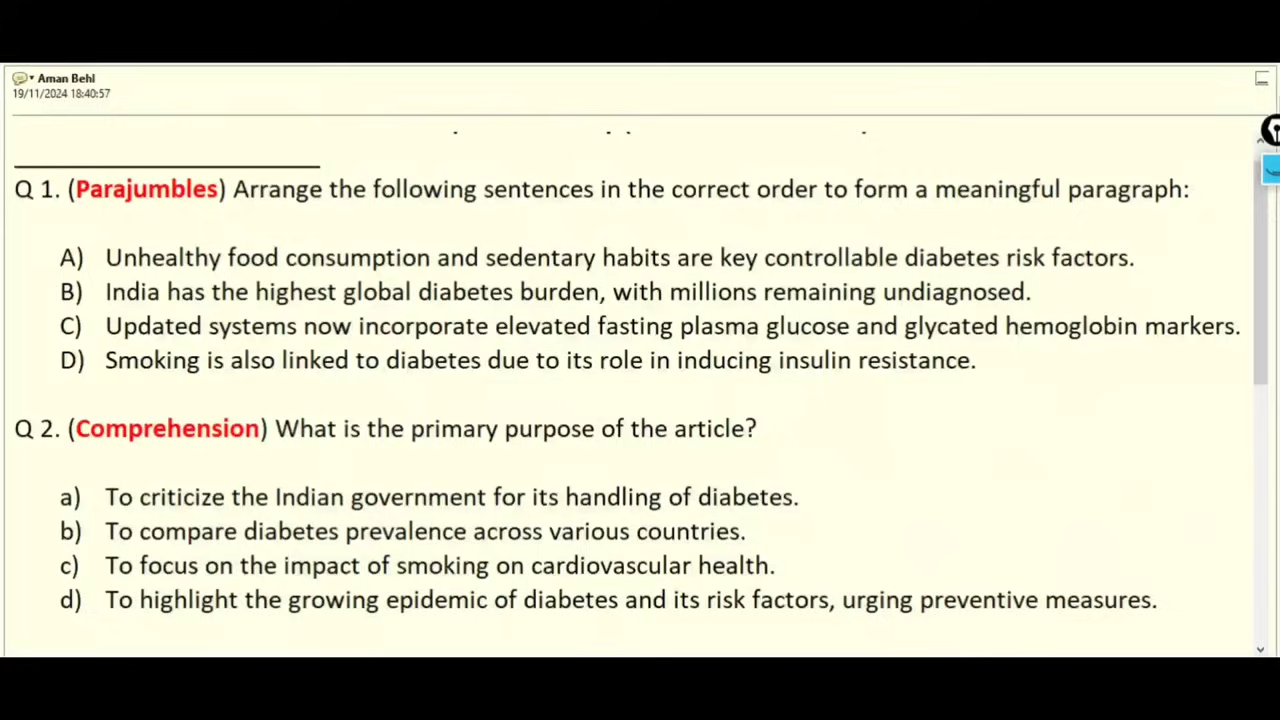 Aman Behl
19/11/2024 18:40:57
Q 1. (Parajumbles) Arrange the following sentences in the correct order to form a meaningful paragraph:
A) Unhealthy food consumption and sedentary habits are key controllable diabetes risk factors.
B) India has the highest global diabetes burden, with millions remaining undiagnosed.
C) Updated systems now incorporate elevated fasting plasma glucose and glycated hemoglobin markers.
D) Smoking is also linked to diabetes due to its role in inducing insulin resistance.
Q 2. (Comprehension) What is the primary purpose of the article?
a) To criticize the Indian government for its handling of diabetes.
b) To compare diabetes prevalence across various countries.
c) To focus on the impact of smoking on cardiovascular health.
d) To highlight the growing epidemic of diabetes and its risk factors, urging preventive measures.